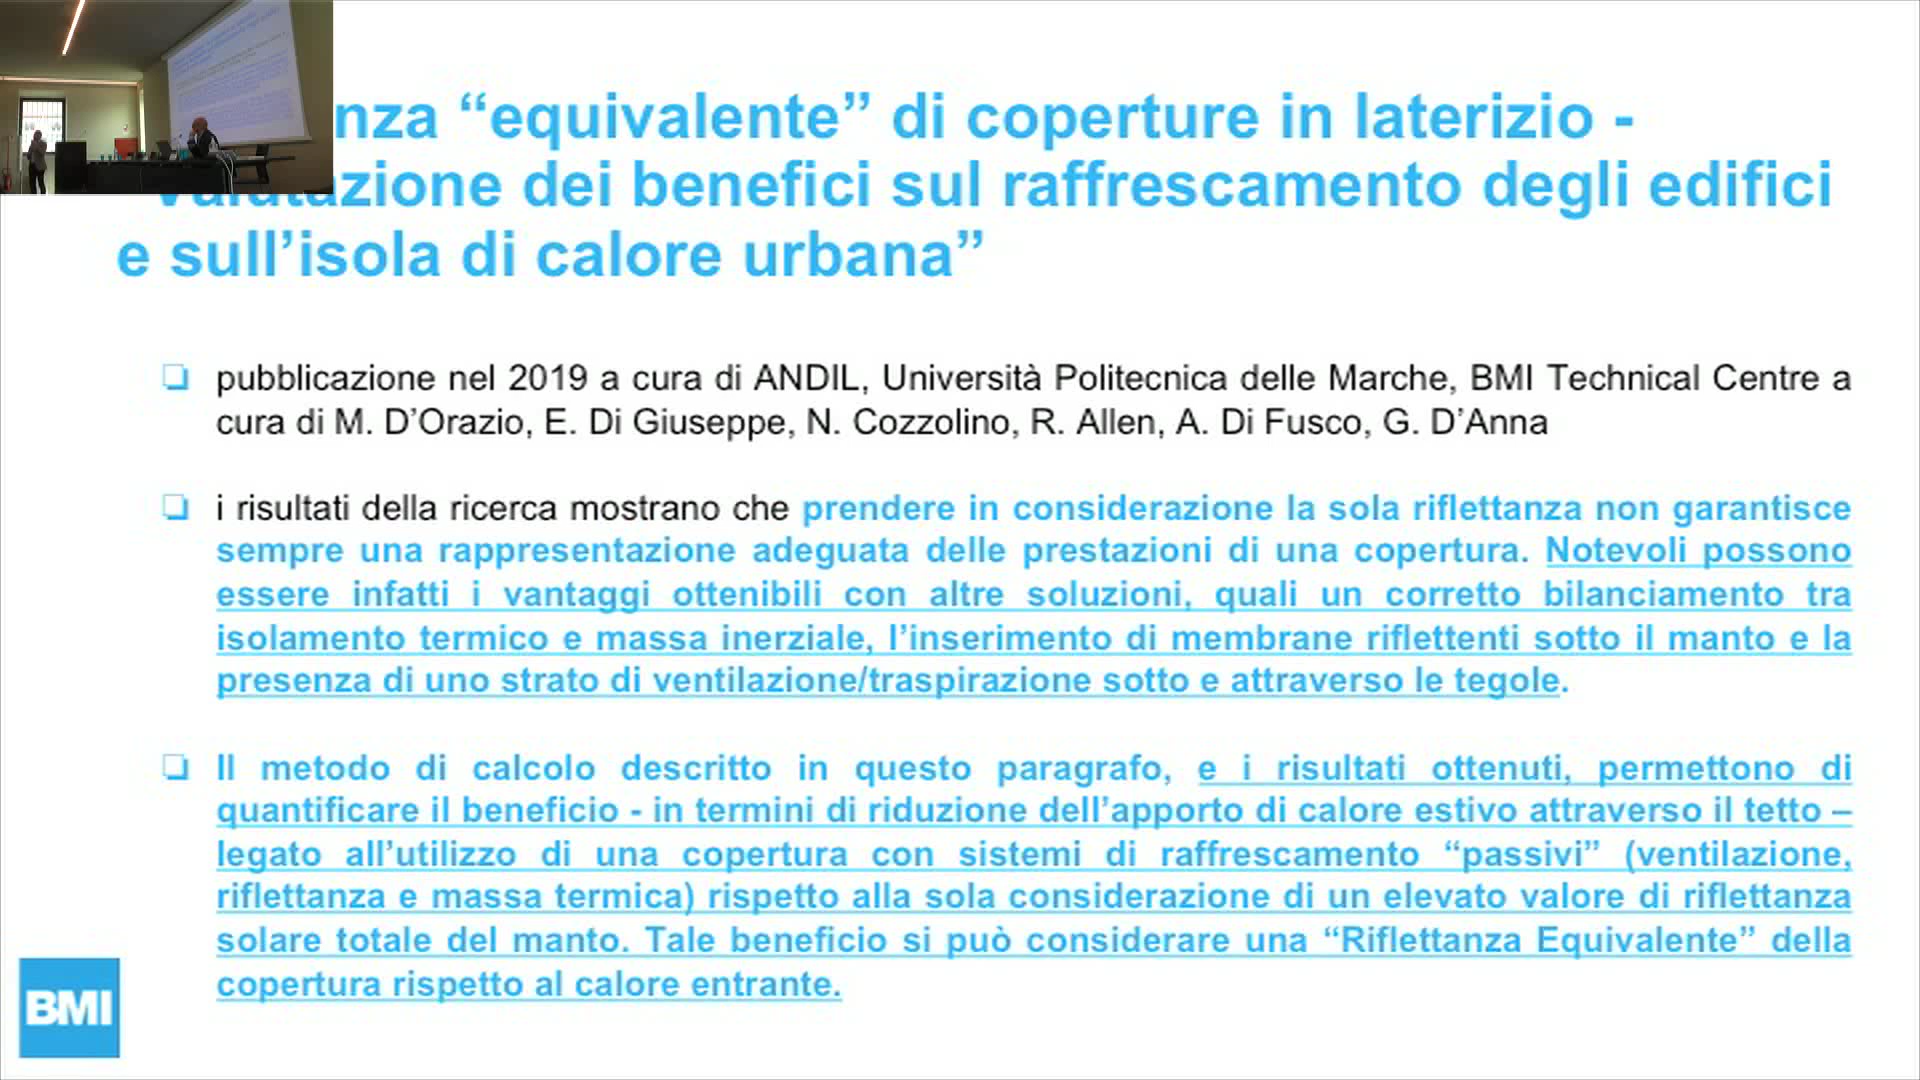 “equivalente” di coperture in laterizio -
dei benefici sul raffrescamento degli edifici
e sull’isola di calore urbana”
❏ pubblicazione nel 2019 a cura di ANDIL, Università Politecnica delle Marche, BMI Technical Centre a
cura di M. D’Orazio, E. Di Giuseppe, N. Cozzolino, R. Allen, A. Di Fusco, G. D’Anna
❏ i risultati della ricerca mostrano che prendere in considerazione la sola riflettanza non garantisce
sempre una rappresentazione adeguata delle prestazioni di una copertura. Notevoli possono
essere infatti i vantaggi ottenibili con altre soluzioni, quali un corretto bilanciamento tra
isolamento termico e massa inerziale, l’inserimento di membrane riflettenti sotto il manto e la
presenza di uno strato di ventilazione/traspirazione sotto e attraverso le tegole.
❏ Il metodo di calcolo descritto in questo paragrafo, e i risultati ottenuti, permettono di
quantificare il beneficio - in termini di riduzione dell’apporto di calore estivo attraverso il tetto –
legato all’utilizzo di una copertura con sistemi di raffrescamento “passivi” (ventilazione,
riflettanza e massa termica) rispetto alla sola considerazione di un elevato valore di riflettanza
solare totale del manto. Tale beneficio si può considerare una “Riflettanza Equivalente” della
copertura rispetto al calore entrante.
BMI